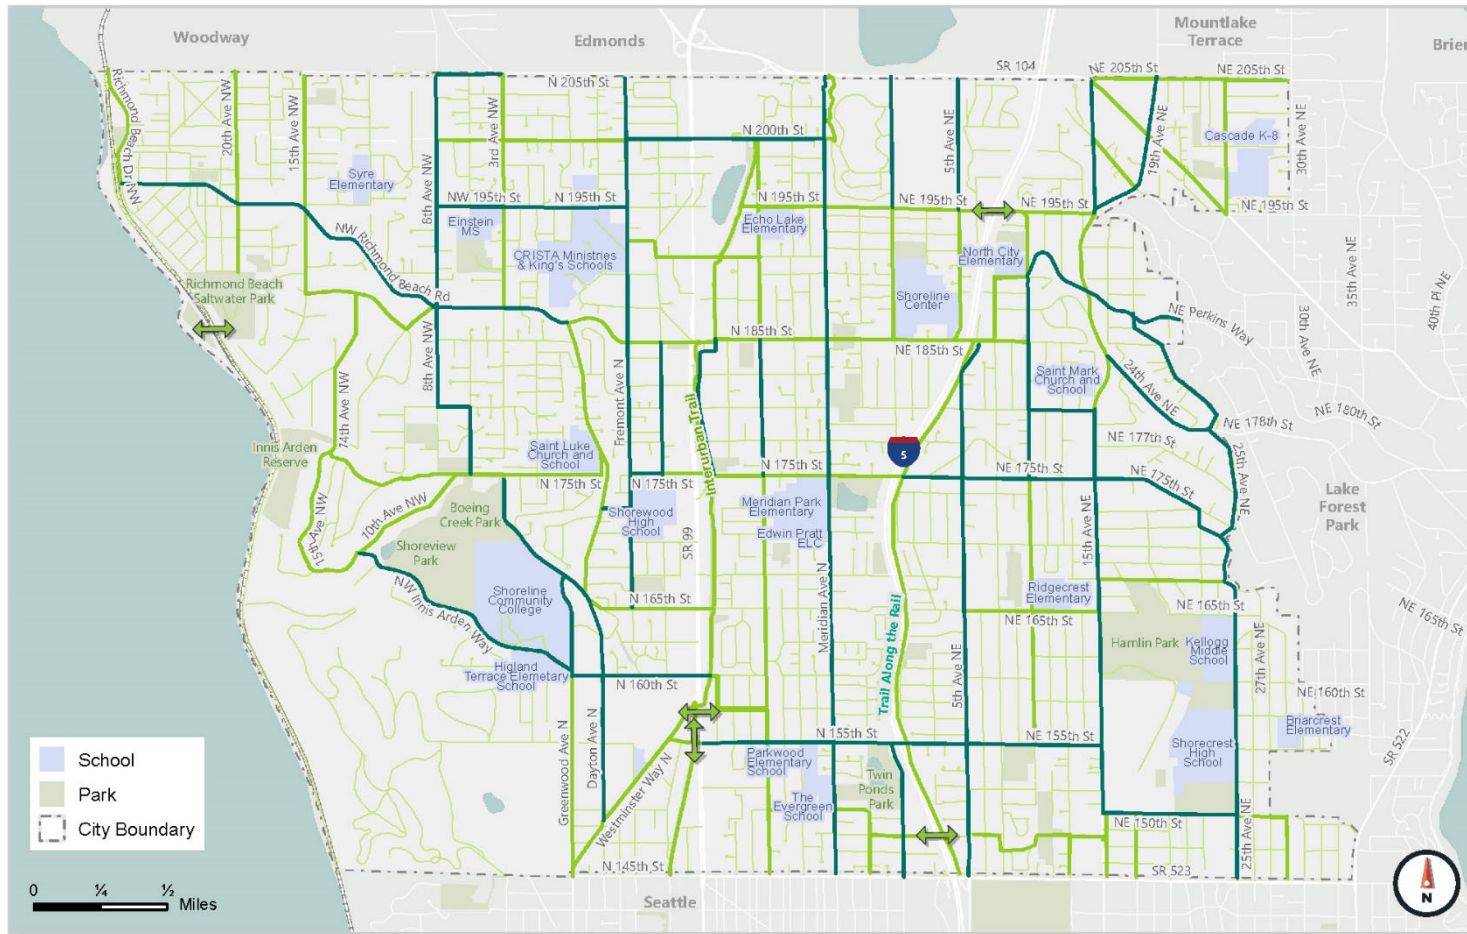 Woodway
Edmonds
Mountlake
Terrace
Brier
SR 104
NE 205th St
NE 205th St
N 205th St
Richmond Beach Dr NW
20th Ave NW
15th Ave NW
8th Ave NW
3rd Ave NW
N 200th St
5th Ave NE
19th Ave NE
Cascade K-8
30th Ave NE
Syre
Elementary
NW 195th St
N 195th St
N 195th St
NE 195th St
NE 195th St
NE 195th St
Einstein
MS
Echo Lake
Elementary
CRISTA Ministries
& King's Schools
North City
Elementary
NW Richmond Beach Rd
Richmond Beach
Saltwater Park
Shoreline
Center
35th Ave NE
40th Pl NE
NE Perkins Way
30th Ave NE
N 185th St
NE 185th St
8th Ave NW
14th Ave NW
Fremont Ave N
Interurban Trail
Saint Mark
Church and
School
24th Ave NE
NE 180th St
NE 178th St
Innis Arden
Reserve
Saint Luke
Church and
School
5
NE 177th St
25th Ave NE
N 175th St
N 175th St
N 175th St
NE 175th St
NE 175th St
15th Ave NW
10th Ave NW
Boeing
Creek Park
Shorewood
High
School
SR 99
Meridian Park
Elementary
Edwin Pratt
ELC
15th Ave NE
Lake
Forest
Park
Shoreview
Park
NW Innis Arden Way
Shoreline
Community
College
N 165th St
Meridian Ave N
Trail Along the Rail
5th Ave NE
Ridgecrest
Elementary
NE 165th St
NE 165th St
NE 165th St
Hamlin Park
Kellogg
Middle
School
27th Ave NE
Higland
Terrace Elemetary
School
N 160th St
NE 160th St
Greenwood Ave N
Dayton Ave N
Westminster Way N
N 155th St
NE 155th St
Briarcrest
Elementary
Parkwood
Elementary
School
Twin
Ponds
Park
Shorecrest
High
School
SR 522
The
Evergreen
School
NE 150th St
25th Ave NE
N 145th St
SR 523
Seattle
School
Park
City Boundary
0 ¼ ½
Miles
N